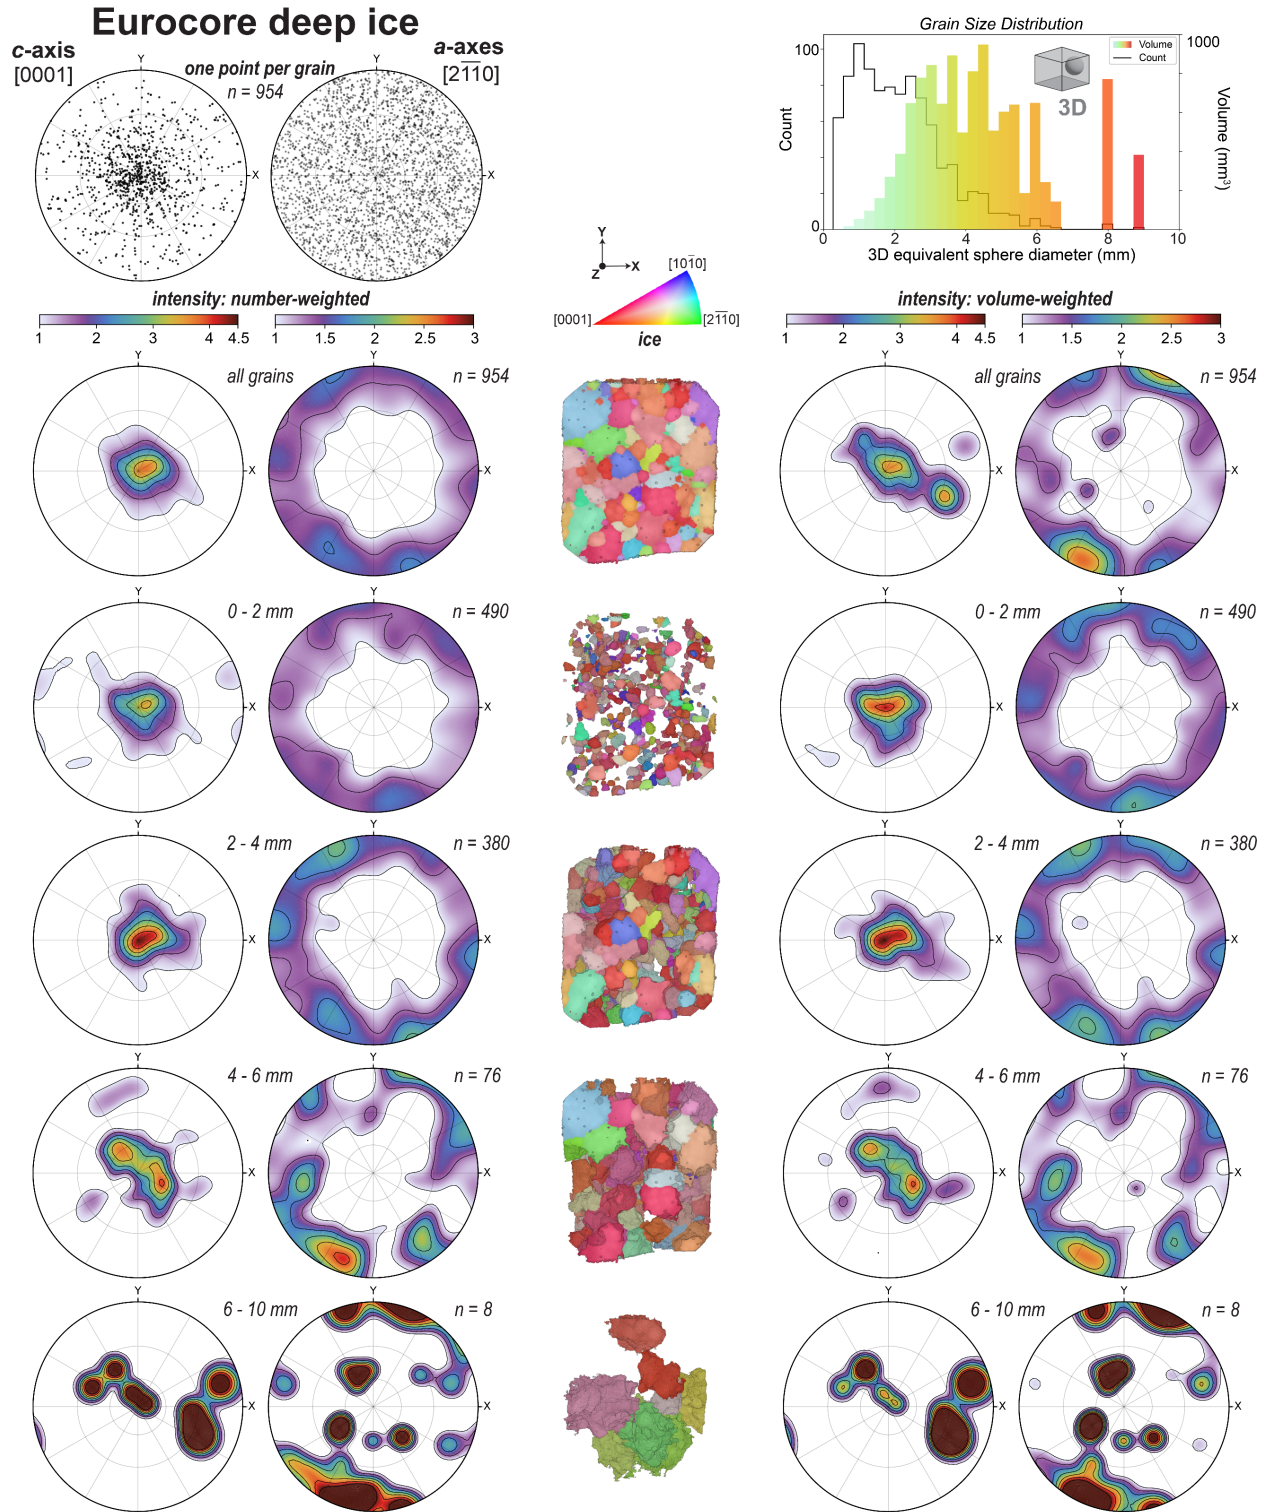 Eurocore deep ice
c-axis
[0001]
a-axes
[2110]
one point per grain
n = 954
Y
X
Y
X
Grain Size Distribution
100
Count
0
1000
Volume (mm³)
Volume
Count
3D
0 2 4 6 8 10
3D equivalent sphere diameter (mm)
Y
Z X
[1010]
[0001] [2110]
ice
intensity: number-weighted
1 2 3 4 4.5
1 1.5 2 2.5 3
intensity: volume-weighted
1 2 3 4 4.5
1 1.5 2 2.5 3
Y X all grains Y X n = 954
Y X all grains Y X n = 954
Y X 0 - 2 mm Y X n = 490
Y X 0 - 2 mm Y X n = 490
Y X 2 - 4 mm Y X n = 380
Y X 2 - 4 mm Y X n = 380
Y X 4 - 6 mm Y X n = 76
Y X 4 - 6 mm Y X n = 76
Y X 6 - 10 mm Y X n = 8
Y X 6 - 10 mm Y X n = 8